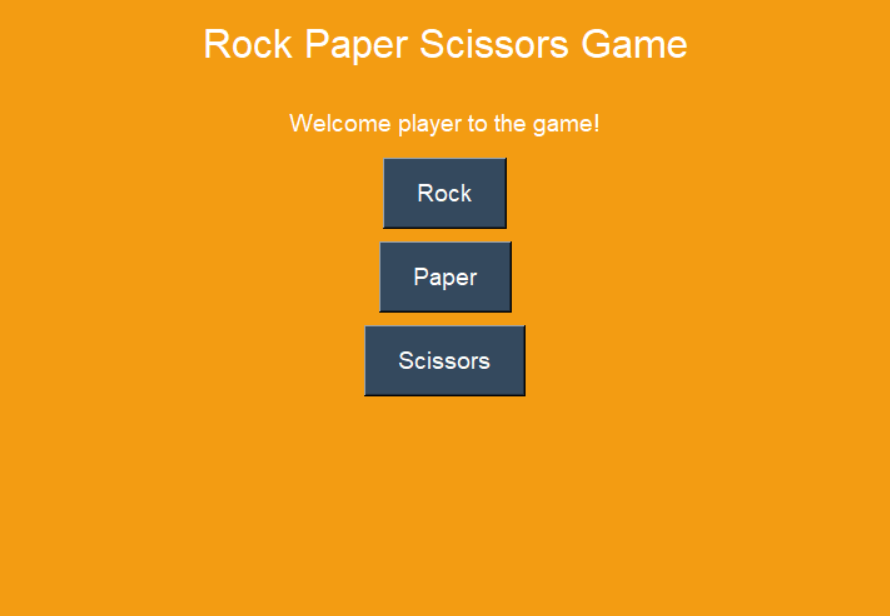 Rock Paper Scissors Game
Welcome player to the game!
Rock
Paper
Scissors